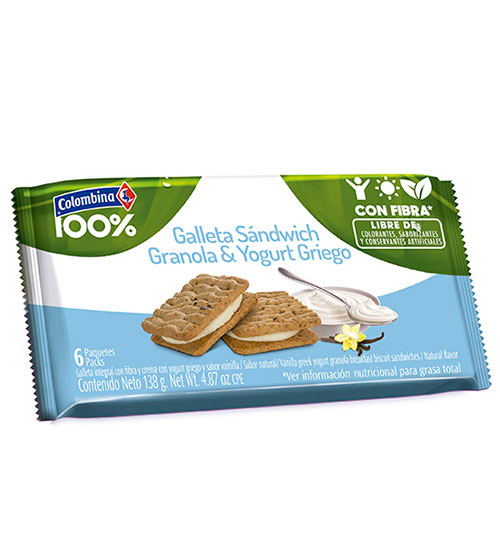 Colombina
100%
Galleta Sándwich
Granola & Yogurt Griego
CON FIBRA*
LIBRE DE:
COLORANTES, SABORIZANTES
Y CONSERVANTES ARTIFICIALES
6 Paquetes
Packs
Galleta integral con fibra y crema con yogurt griego y sabor vainilla / Sabor natural / Vanilla greek yogurt granola breakfast biscuit sandwiches / Natural flavor
Contenido Neto 138 g. Net Wt. 4.87 oz CPE
*Ver información nutricional para grasa total